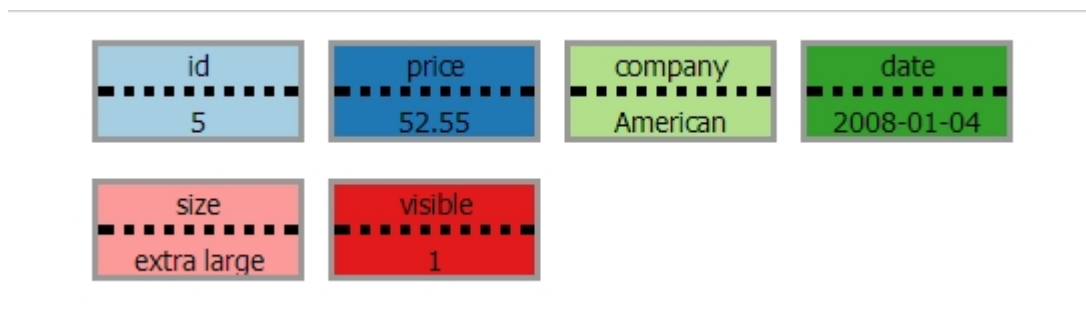 id
5
price
52.55
company
American
date
2008-01-04
size
extra large
visible
1